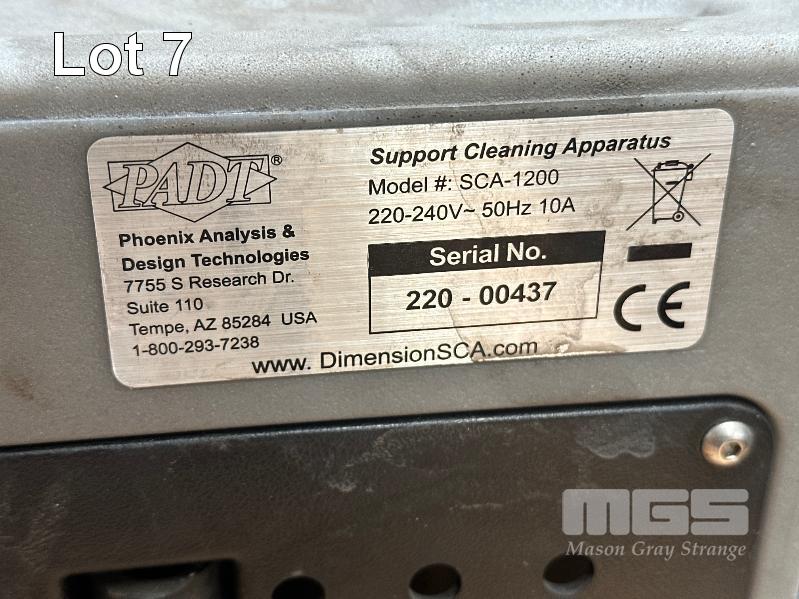 Lot 7
PADT®
Phoenix Analysis &
Design Technologies
7755 S Research Dr.
Suite 110
Tempe, AZ 85284 USA
1-800-293-7238
Support Cleaning Apparatus
Model #: SCA-1200
220-240V~ 50Hz 10A
Serial No.
220 - 00437
CE
www. DimensionSCA.com
MGS
Mason Gray Strange